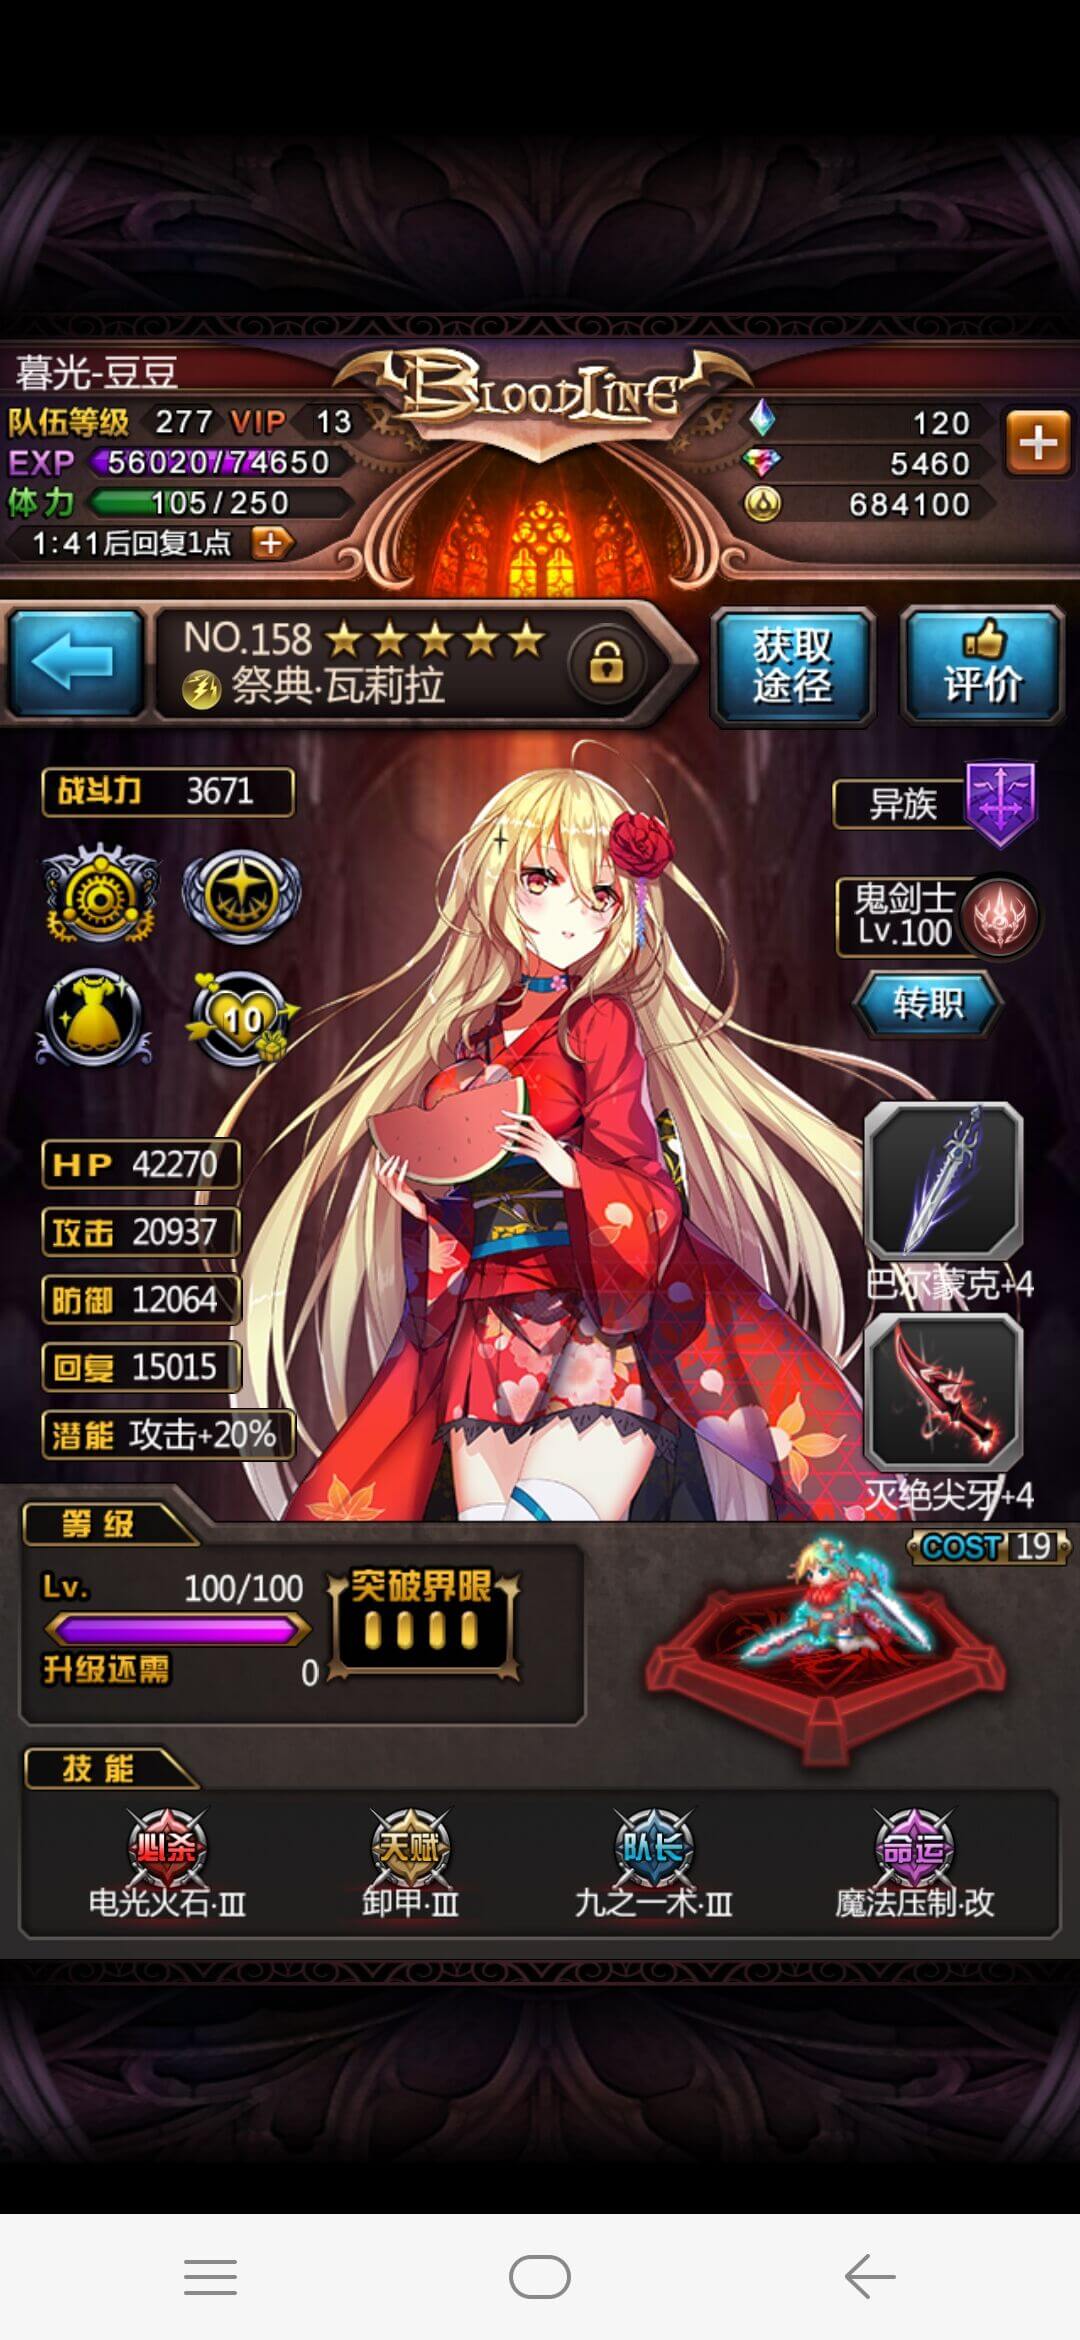 暮光-豆豆
BLOODLINE
队伍等级 277 VIP 13
120
EXP 56020/74650
5460
体力 105/250
684100
1:41后回复1点
NO.158
祭典·瓦莉拉
获取
途径
评价
战斗力 3671
异族
鬼剑士
Lv.100
10
转职
HP 42270
攻击 20937
巴尔蒙克+4
防御 12064
回复 15015
潜能 攻击+20%
灭绝尖牙+4
等级
COST 19
Lv. 100/100
突破界限
升级还需 0
技能
必杀 天赋 队长 命运
电光火石·III 卸甲·III 九之一术·III 魔法压制·改